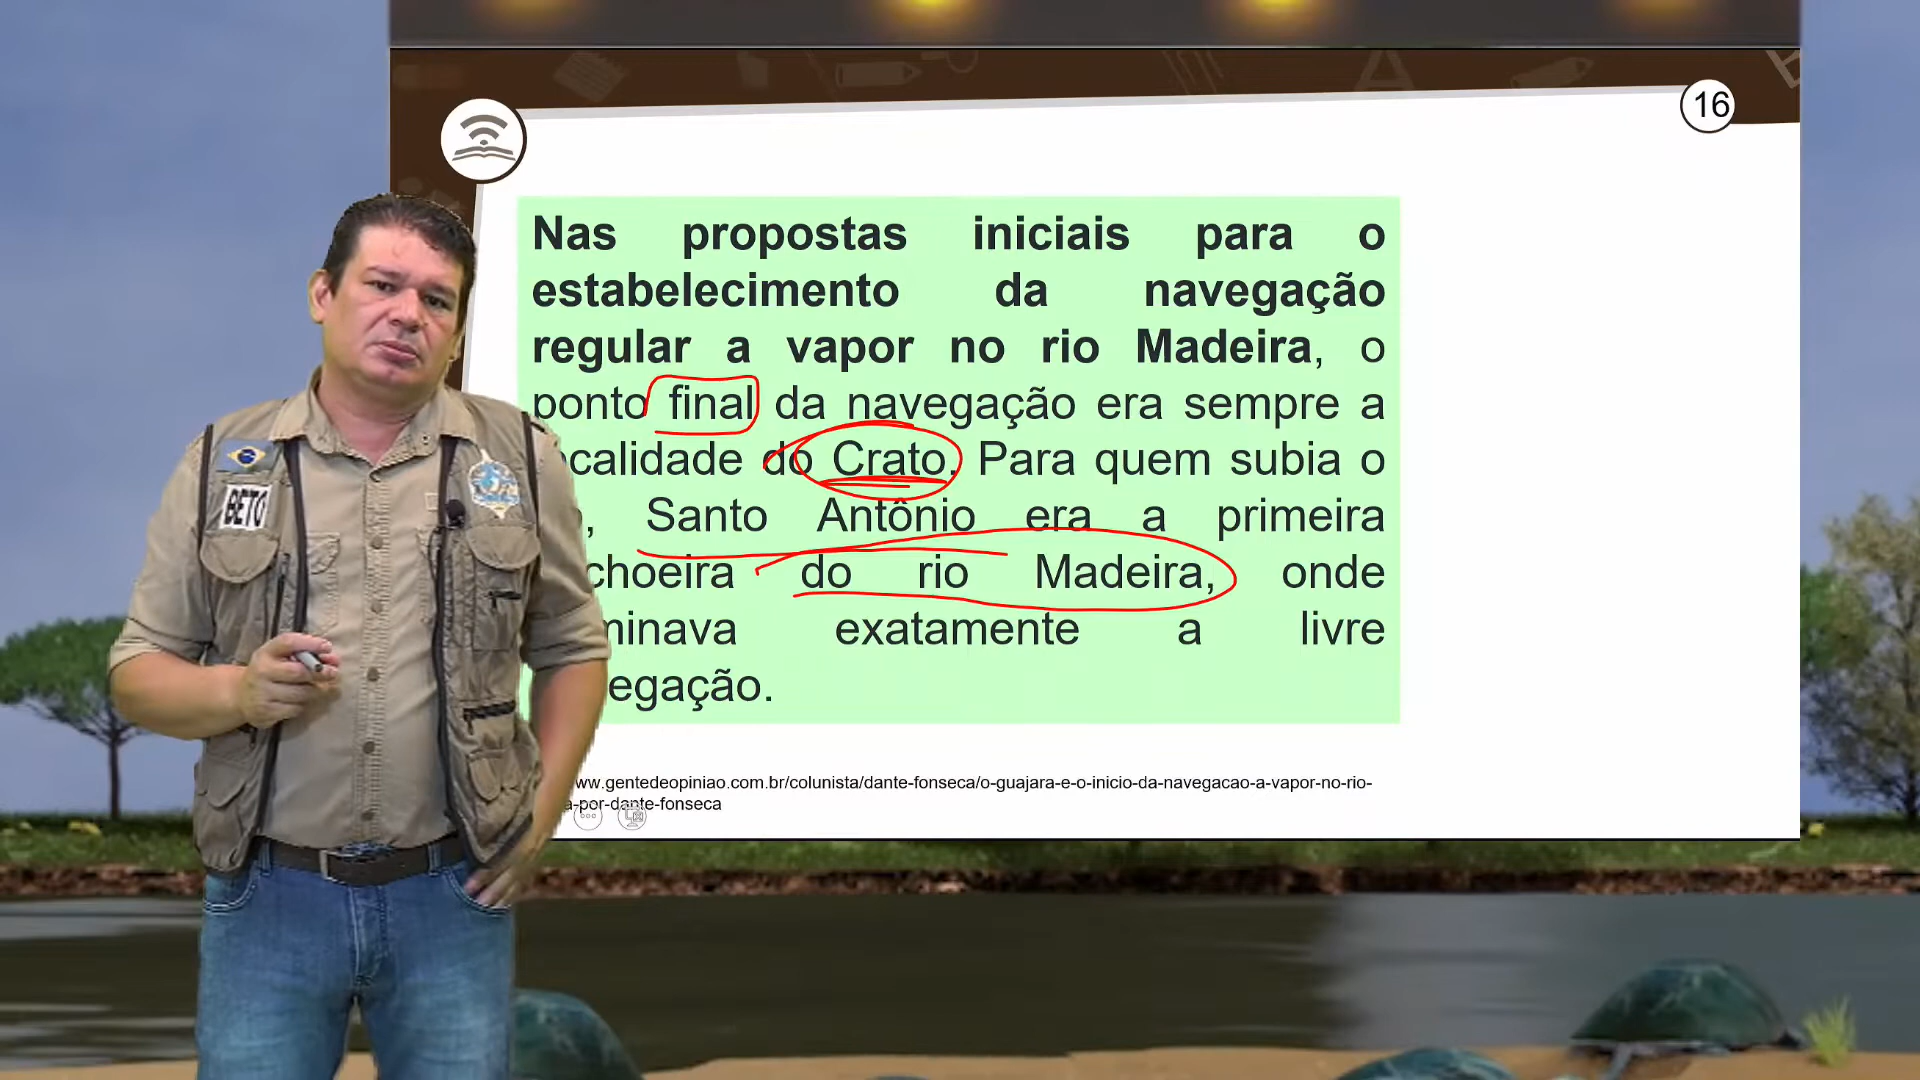 16
Nas propostas iniciais para o
estabelecimento da navegação
regular a vapor no rio Madeira, o
ponto final da navegação era sempre a
ocalidade do Crato. Para quem subia o
, Santo Antônio era a primeira
choeira do rio Madeira, onde
minava exatamente a livre
egação.
ww.gentedeopiniao.com.br/colunista/dante-fonseca/o-guajara-e-o-inicio-da-navegacao-a-vapor-no-rio-
a-por-dante-fonseca
BETO